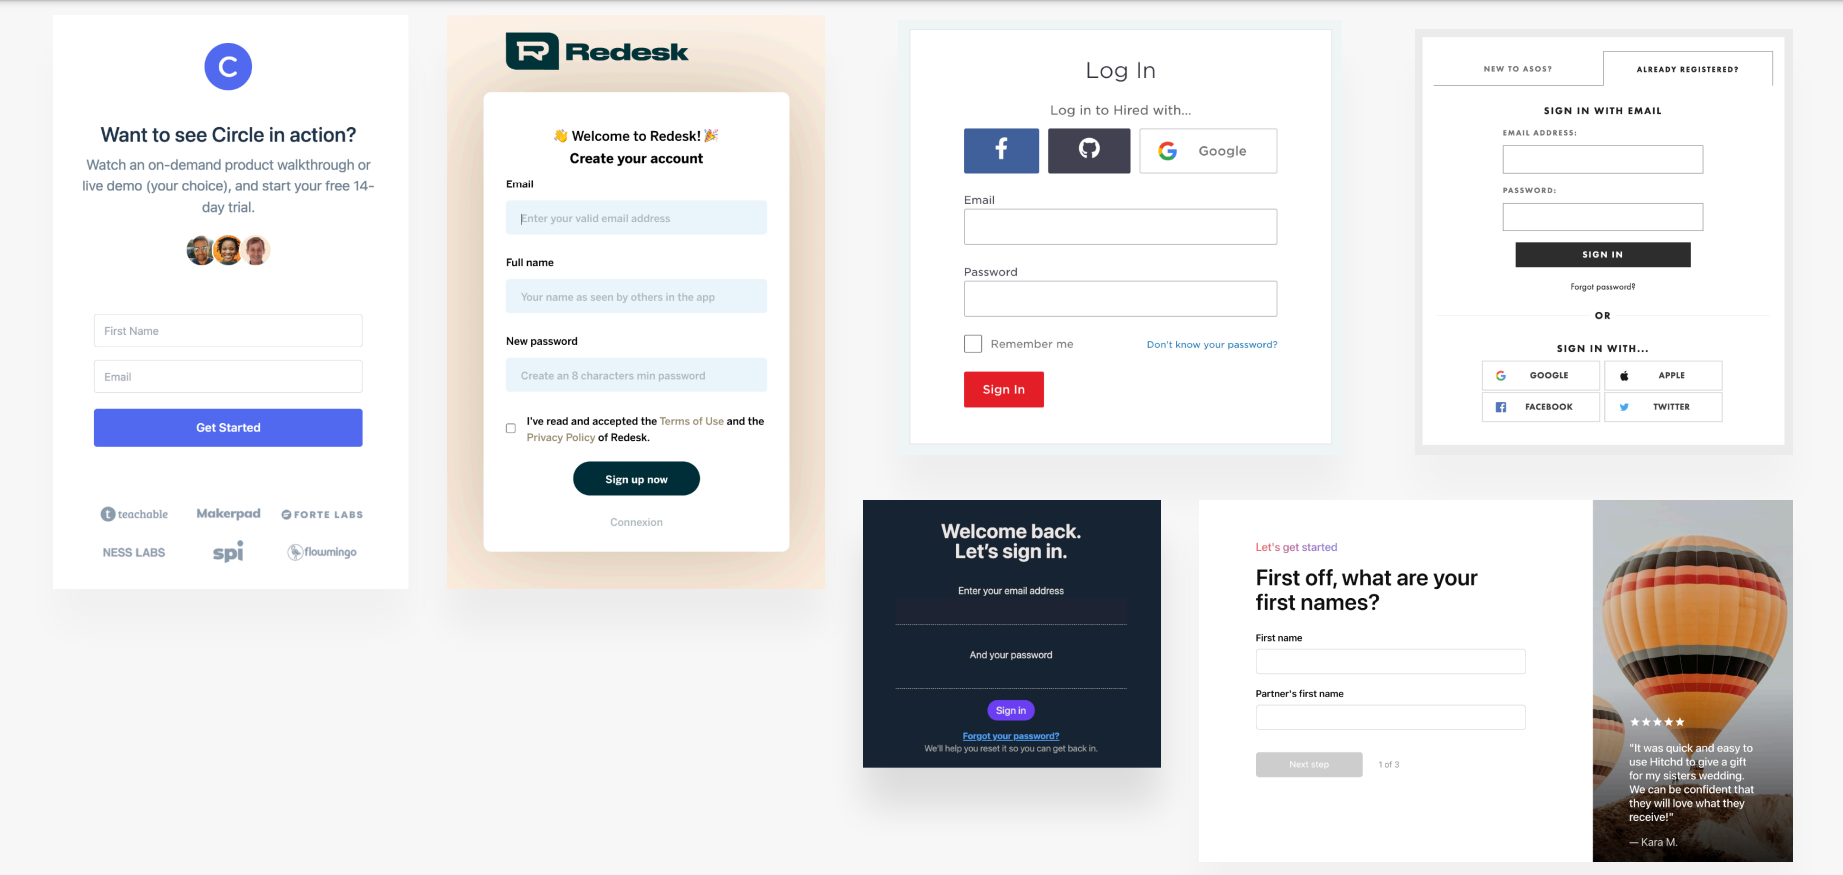 C
Want to see Circle in action?
Watch an on-demand product walkthrough or
live demo (your choice), and start your free 14-
day trial.
First Name
Email
Get Started
t teachable
Makerpad
FORTE LABS
NESS LABS
spi
flowmingo
R Redesk
👋 Welcome to Redesk! 🎉
Create your account
Email
Enter your valid email address
Full name
Your name as seen by others in the app
New password
Create an 8 characters min password
I've read and accepted the Terms of Use and the
Privacy Policy of Redesk.
Sign up now
Connexion
Log In
Log in to Hired with...
f
G Google
Email
Password
Remember me
Don't know your password?
Sign In
NEW TO ASOS?
ALREADY REGISTERED?
SIGN IN WITH EMAIL
EMAIL ADDRESS:
PASSWORD:
SIGN IN
Forgot password?
OR
SIGN IN WITH...
G GOOGLE
APPLE
f FACEBOOK
TWITTER
Welcome back.
Let's sign in.
Enter your email address
And your password
Sign in
Forgot your password?
We'll help you reset it so you can get back in.
Let's get started
First off, what are your
first names?
First name
Partner's first name
Next step
1 of 3
★★★★★
"It was quick and easy to
use Hitchd to give a gift
for my sisters wedding.
We can be confident that
they will love what they
receive!"
— Kara M.